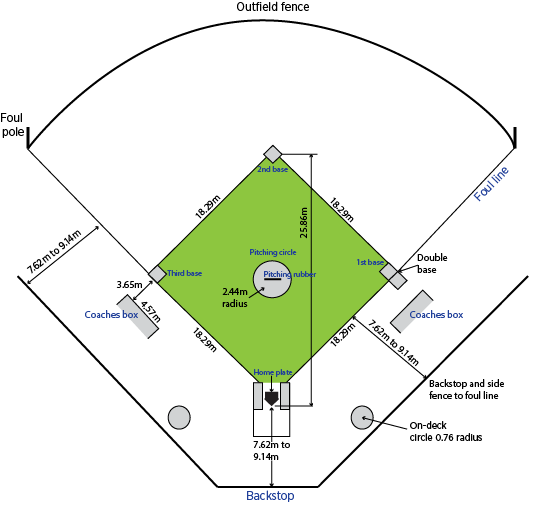 Outfield fence
Foul
pole
Foul line
2nd base
18.29m
18.29m
25.86m
7.62m to 9.14m
Pitching circle
1st base
Double
base
Third base
Pitching rubber
3.65m
2.44m
radius
4.57m
Coaches box
Coaches box
18.29m
18.29m
7.62m to 9.14m
Home plate
Backstop and side
fence to foul line
On-deck
circle 0.76 radius
7.62m to
9.14m
Backstop